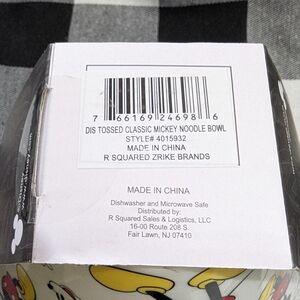 7 66169 24698 6
DIS TOSSED CLASSIC MICKEY NOODLE BOWL
STYLE# 4015932
MADE IN CHINA
R SQUARED ZRIKE BRANDS
MADE IN CHINA
Dishwasher and Microwave Safe
Distributed by:
R Squared Sales & Logistics, LLC
16-00 Route 208 S.
Fair Lawn, NJ 07410